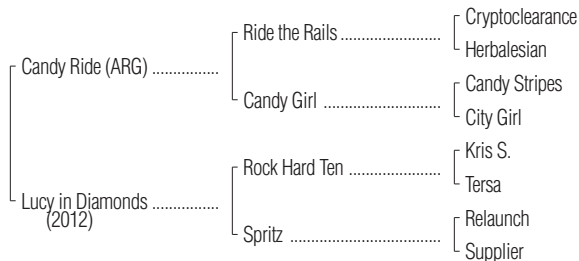 Cryptoclearance
Ride the Rails ........................
Herbalesian
Candy Ride (ARG) ................
Candy Stripes
Candy Girl ............................
City Girl
Kris S.
Rock Hard Ten ......................
Tersa
Lucy in Diamonds ................
(2012)
Relaunch
Spritz ....................................
Supplier